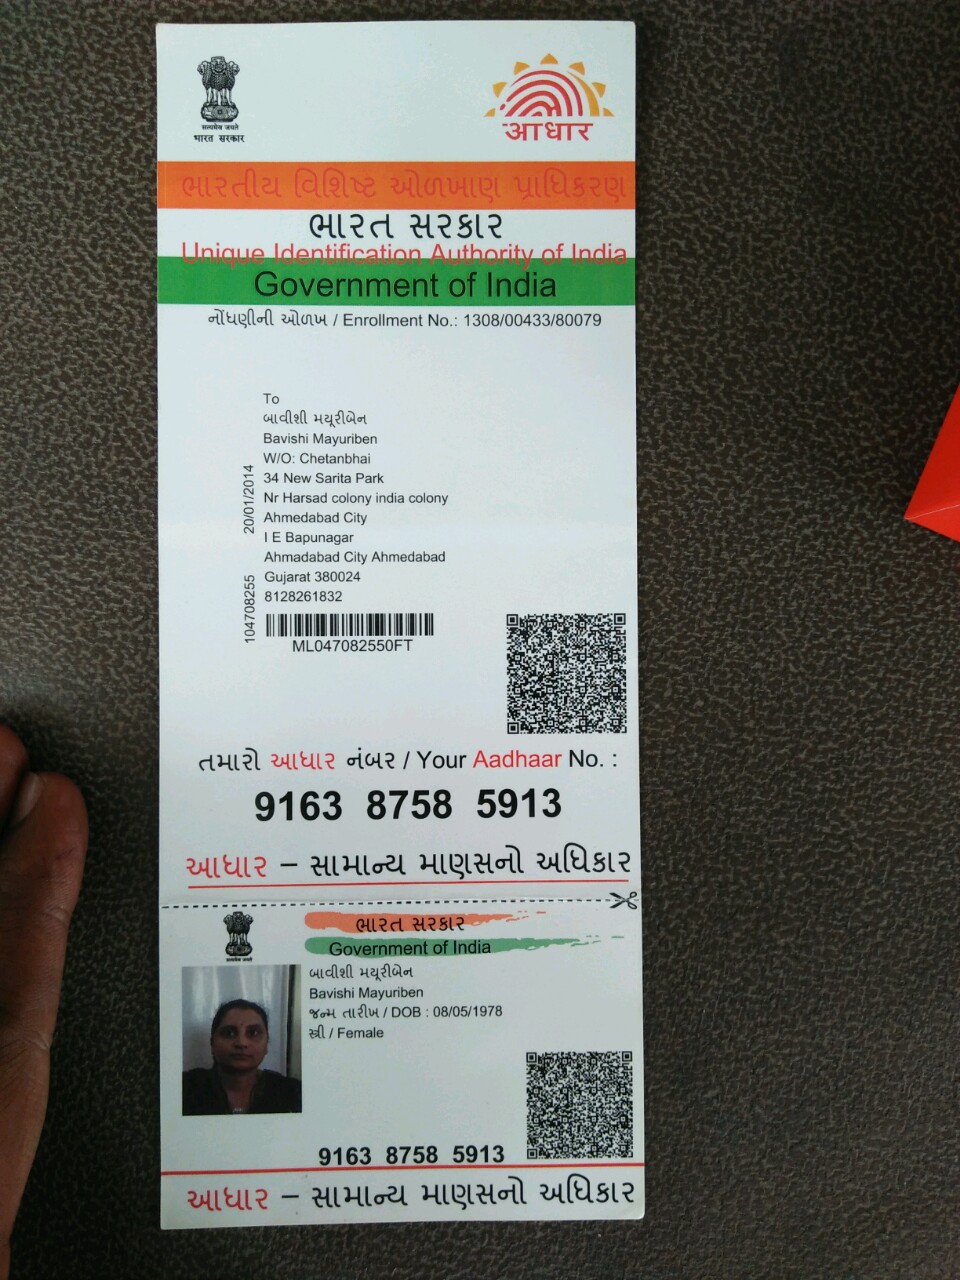 सत्यमेव जयते
भारत सरकार
आधार
ભારતીય વિશિષ્ટ ઓળખાણ પ્રાધિકરણ
ભારત સરકાર
Unique Identification Authority of India
Government of India
નોંધણીની ઓળખ / Enrollment No.: 1308/00433/80079
To
બાવીશી મયૂરીબેન
Bavishi Mayuriben
W/O: Chetanbhai
34 New Sarita Park
Nr Harsad colony india colony
Ahmedabad City
I E Bapunagar
Ahmadabad City Ahmedabad
Gujarat 380024
8128261832
20/01/2014
104708255
ML047082550FT
તમારો આધાર નંબર / Your Aadhaar No. :
9163 8758 5913
આધાર – સામાન્ય માણસનો અધિકાર
सत्यमेव जयते
ભારત સરકાર
Government of India
બાવીશી મયૂરીબેન
Bavishi Mayuriben
જન્મ તારીખ / DOB : 08/05/1978
સ્ત્રી / Female
9163 8758 5913
આધાર – સામાન્ય માણસનો અધિકાર